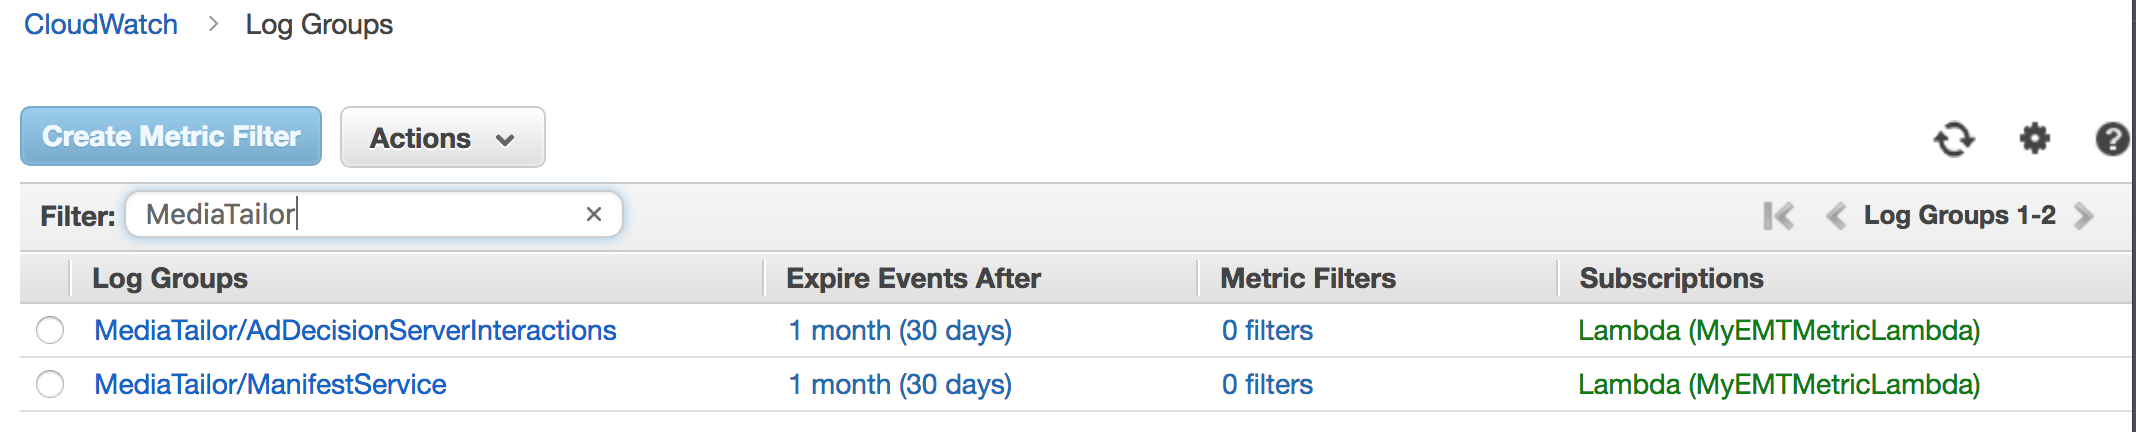 CloudWatch > Log Groups
Create Metric Filter Actions
Filter: MediaTailor × Log Groups 1-2
Log Groups Expire Events After Metric Filters Subscriptions
MediaTailor/AdDecisionServerInteractions 1 month (30 days) 0 filters Lambda (MyEMTMetricLambda)
MediaTailor/ManifestService 1 month (30 days) 0 filters Lambda (MyEMTMetricLambda)